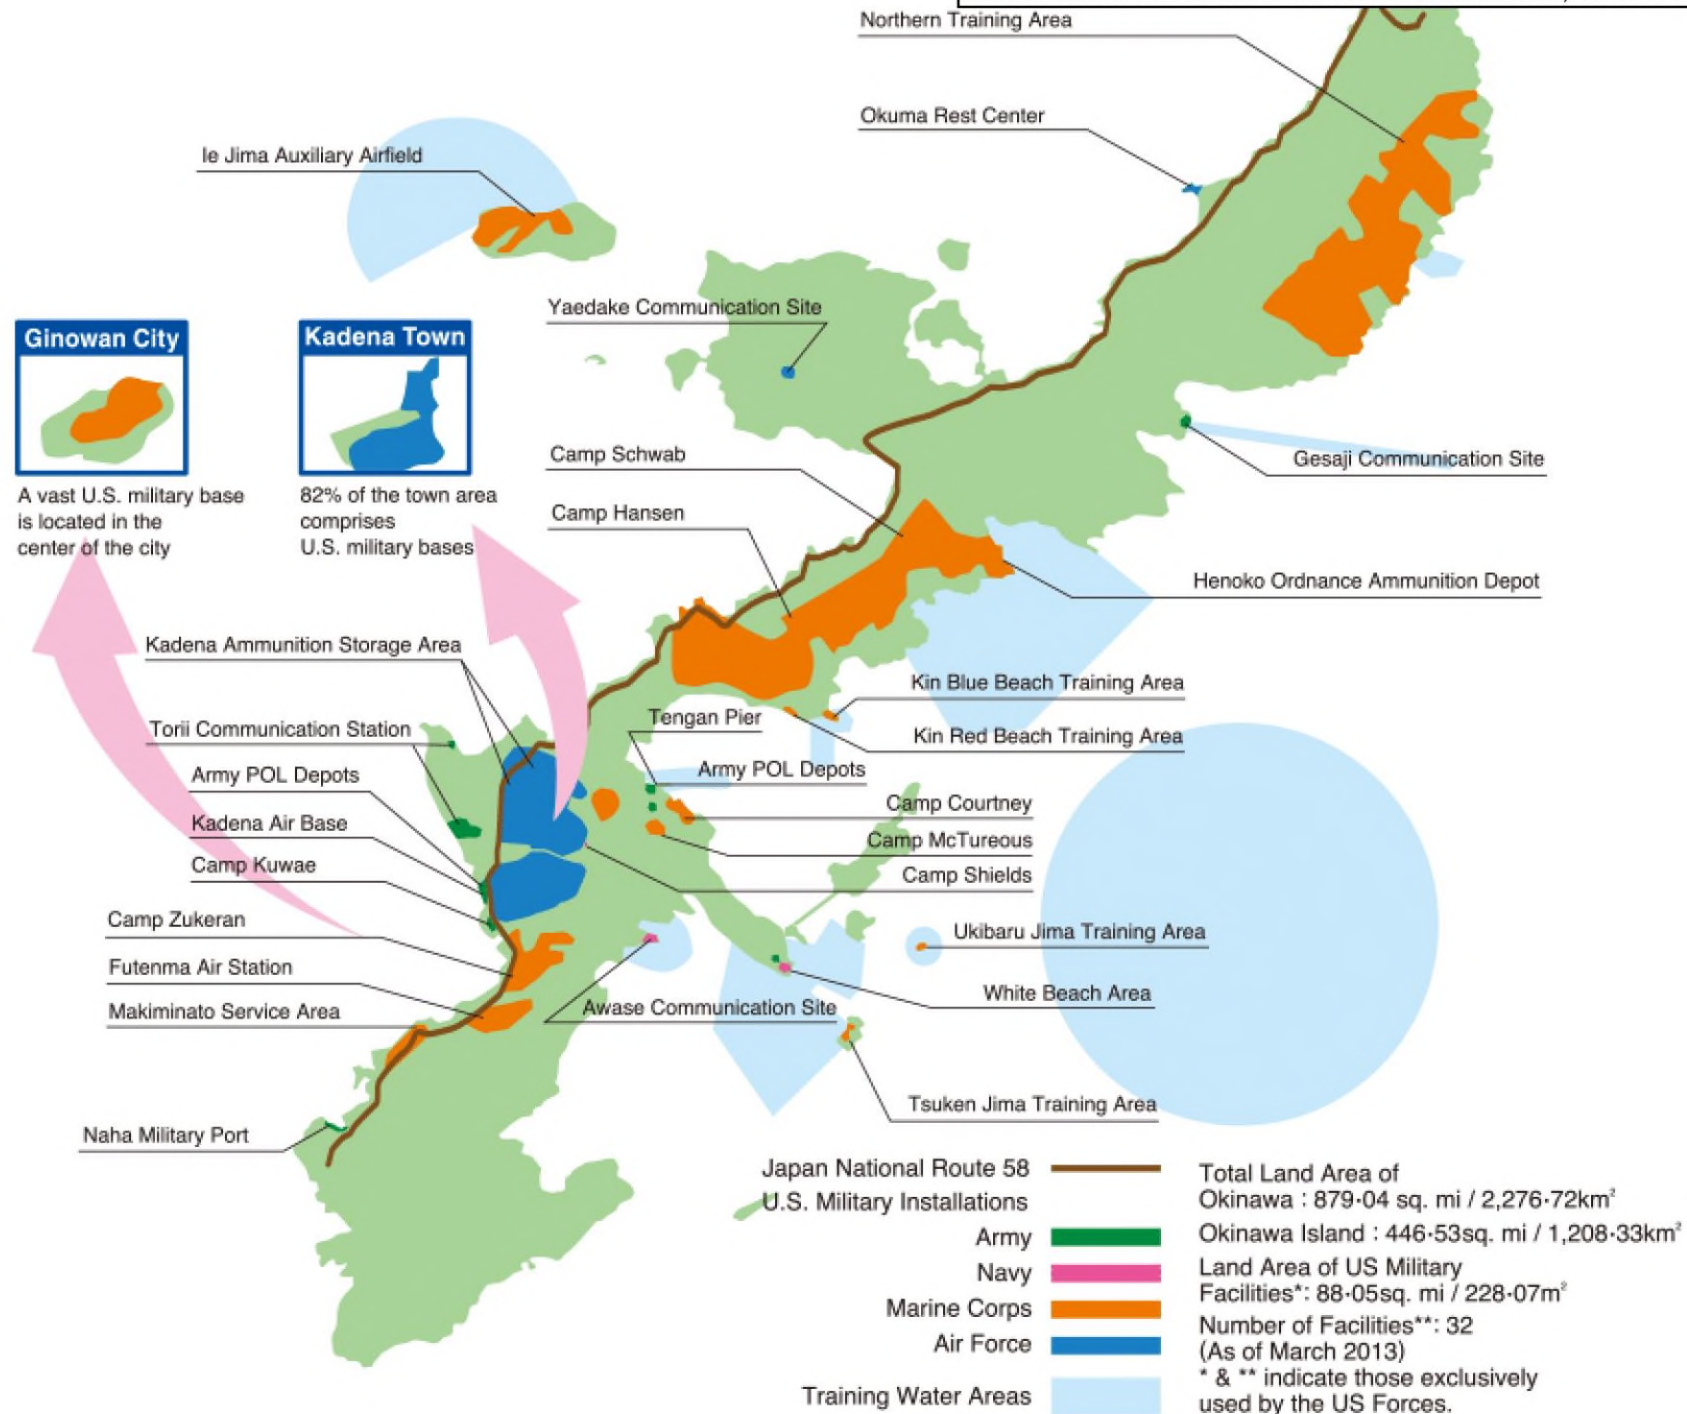 Northern Training Area
Okuma Rest Center
Ie Jima Auxiliary Airfield
Yaedake Communication Site
Ginowan City
Kadena Town
A vast U.S. military base
is located in the
center of the city
82% of the town area
comprises
U.S. military bases
Camp Schwab
Camp Hansen
Gesaji Communication Site
Henoko Ordnance Ammunition Depot
Kadena Ammunition Storage Area
Kin Blue Beach Training Area
Kin Red Beach Training Area
Torii Communication Station
Tengan Pier
Army POL Depots
Army POL Depots
Kadena Air Base
Camp Kuwae
Camp Courtney
Camp McTureous
Camp Shields
Camp Zukeran
Futenma Air Station
Makiminato Service Area
Ukibaru Jima Training Area
White Beach Area
Awase Communication Site
Tsuken Jima Training Area
Naha Military Port
Japan National Route 58
U.S. Military Installations
Army
Navy
Marine Corps
Air Force
Training Water Areas
Total Land Area of
Okinawa : 879·04 sq. mi / 2,276·72km²
Okinawa Island : 446·53sq. mi / 1,208·33km²
Land Area of US Military
Facilities*: 88·05sq. mi / 228·07m²
Number of Facilities**: 32
(As of March 2013)
* & ** indicate those exclusively
used by the US Forces.